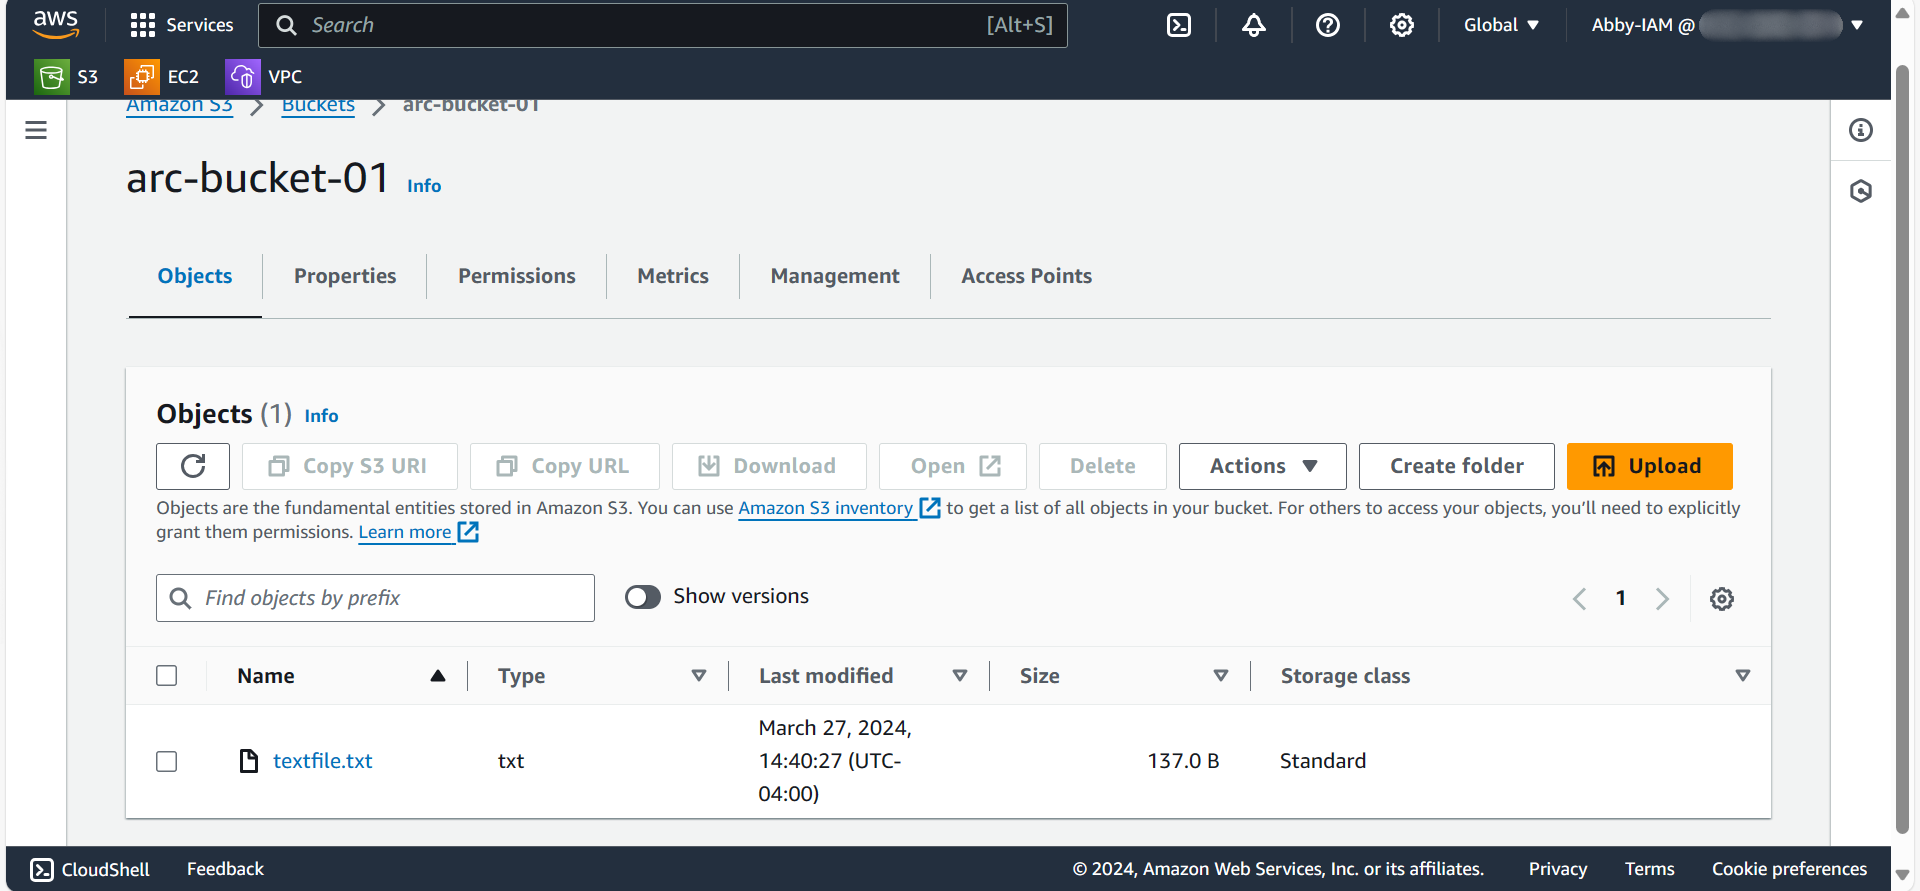 aws
Services
Search
[Alt+S]
Global
Abby-IAM @
S3
EC2
VPC
Amazon S3
Buckets
arc-bucket-01
arc-bucket-01
Info
Objects
Properties
Permissions
Metrics
Management
Access Points
Objects (1)
Info
Copy S3 URI
Copy URL
Download
Open
Delete
Actions
Create folder
Upload
Objects are the fundamental entities stored in Amazon S3. You can use Amazon S3 inventory to get a list of all objects in your bucket. For others to access your objects, you’ll need to explicitly
grant them permissions. Learn more
Find objects by prefix
Show versions
1
Name
Type
Last modified
Size
Storage class
textfile.txt
txt
March 27, 2024,
14:40:27 (UTC-
04:00)
137.0 B
Standard
CloudShell
Feedback
© 2024, Amazon Web Services, Inc. or its affiliates.
Privacy
Terms
Cookie preferences